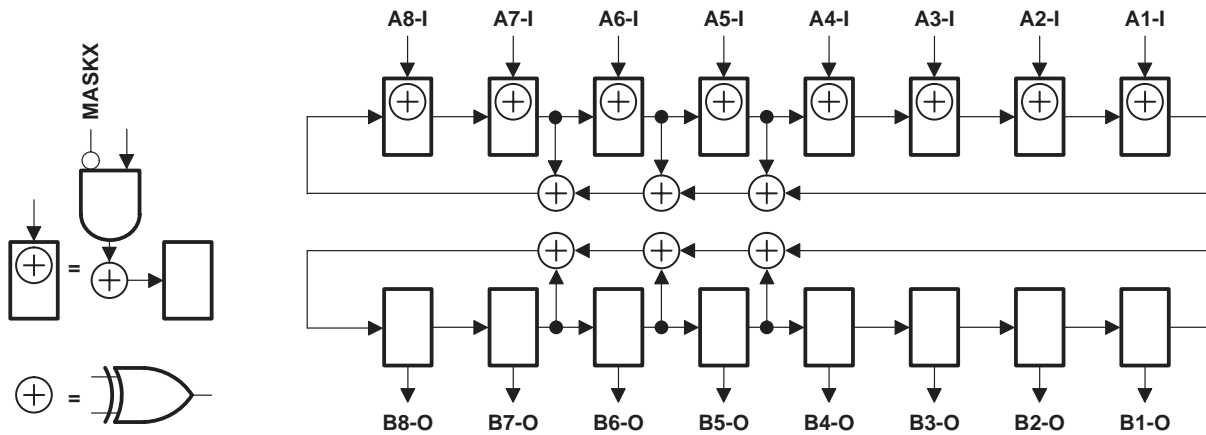 A8-I A7-I A6-I A5-I A4-I A3-I A2-I A1-I
MASKX
=
=
B8-O B7-O B6-O B5-O B4-O B3-O B2-O B1-O